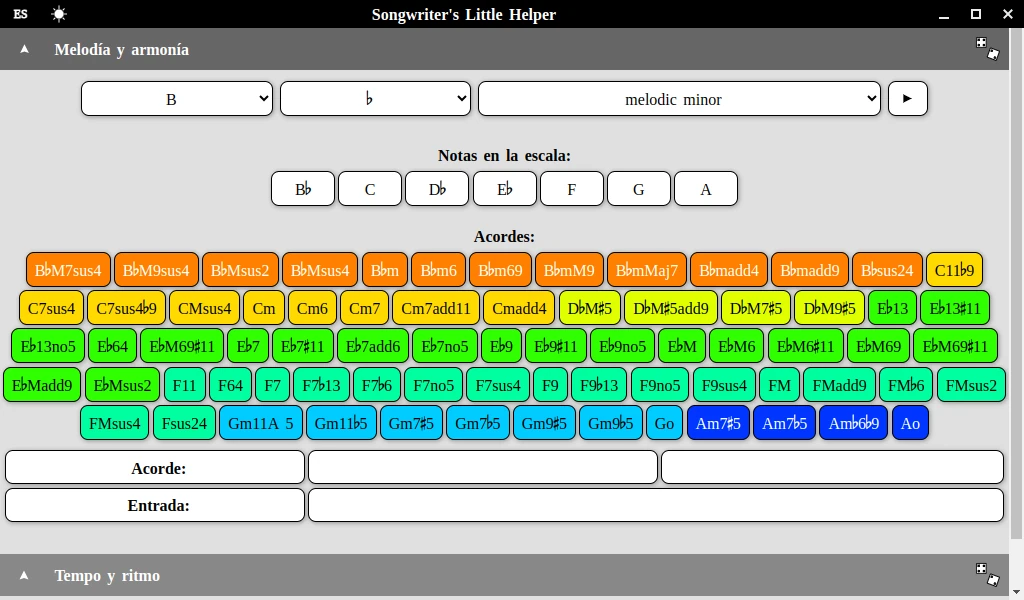 ES Songwriter's Little Helper
Melodía y armonía
B ♭ melodic minor
Notas en la escala:
B♭ C D♭ E♭ F G A
Acordes:
B♭M7sus4 B♭M9sus4 B♭Msus2 B♭Msus4 B♭m B♭m6 B♭m69 B♭mM9 B♭mMaj7 B♭madd4 B♭madd9 B♭sus24 C11♭9
C7sus4 C7sus4♭9 CMsus4 Cm Cm6 Cm7 Cm7add11 Cmadd4 D♭M♯5 D♭M♯5add9 D♭M7♯5 D♭M9♯5 E♭13 E♭13♯11
E♭13no5 E♭64 E♭M69♯11 E♭7 E♭7♯11 E♭7add6 E♭7no5 E♭9 E♭9♯11 E♭9no5 E♭M E♭M6 E♭M6♯11 E♭M69 E♭M69♯11
E♭Madd9 E♭Msus2 F11 F64 F7 F7♭13 F7♭6 F7no5 F7sus4 F9 F9♭13 F9no5 F9sus4 FM FMadd9 FM♭6 FMsus2
FMsus4 Fsus24 Gm11A 5 Gm11♭5 Gm7♯5 Gm7♭5 Gm9♯5 Gm9♭5 Go Am7♯5 Am7♭5 Am♭6♭9 Ao
Acorde:
Entrada:
Tempo y ritmo